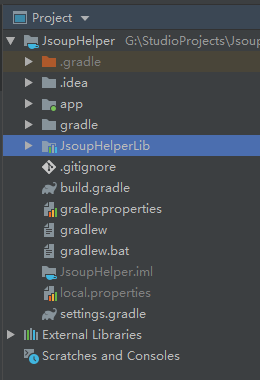 Project
JsoupHelper G:\StudioProjects\Jsoup
.gradle
.idea
app
gradle
JsoupHelperLib
.gitignore
build.gradle
gradle.properties
gradlew
gradlew.bat
JsoupHelper.iml
local.properties
settings.gradle
External Libraries
Scratches and Consoles